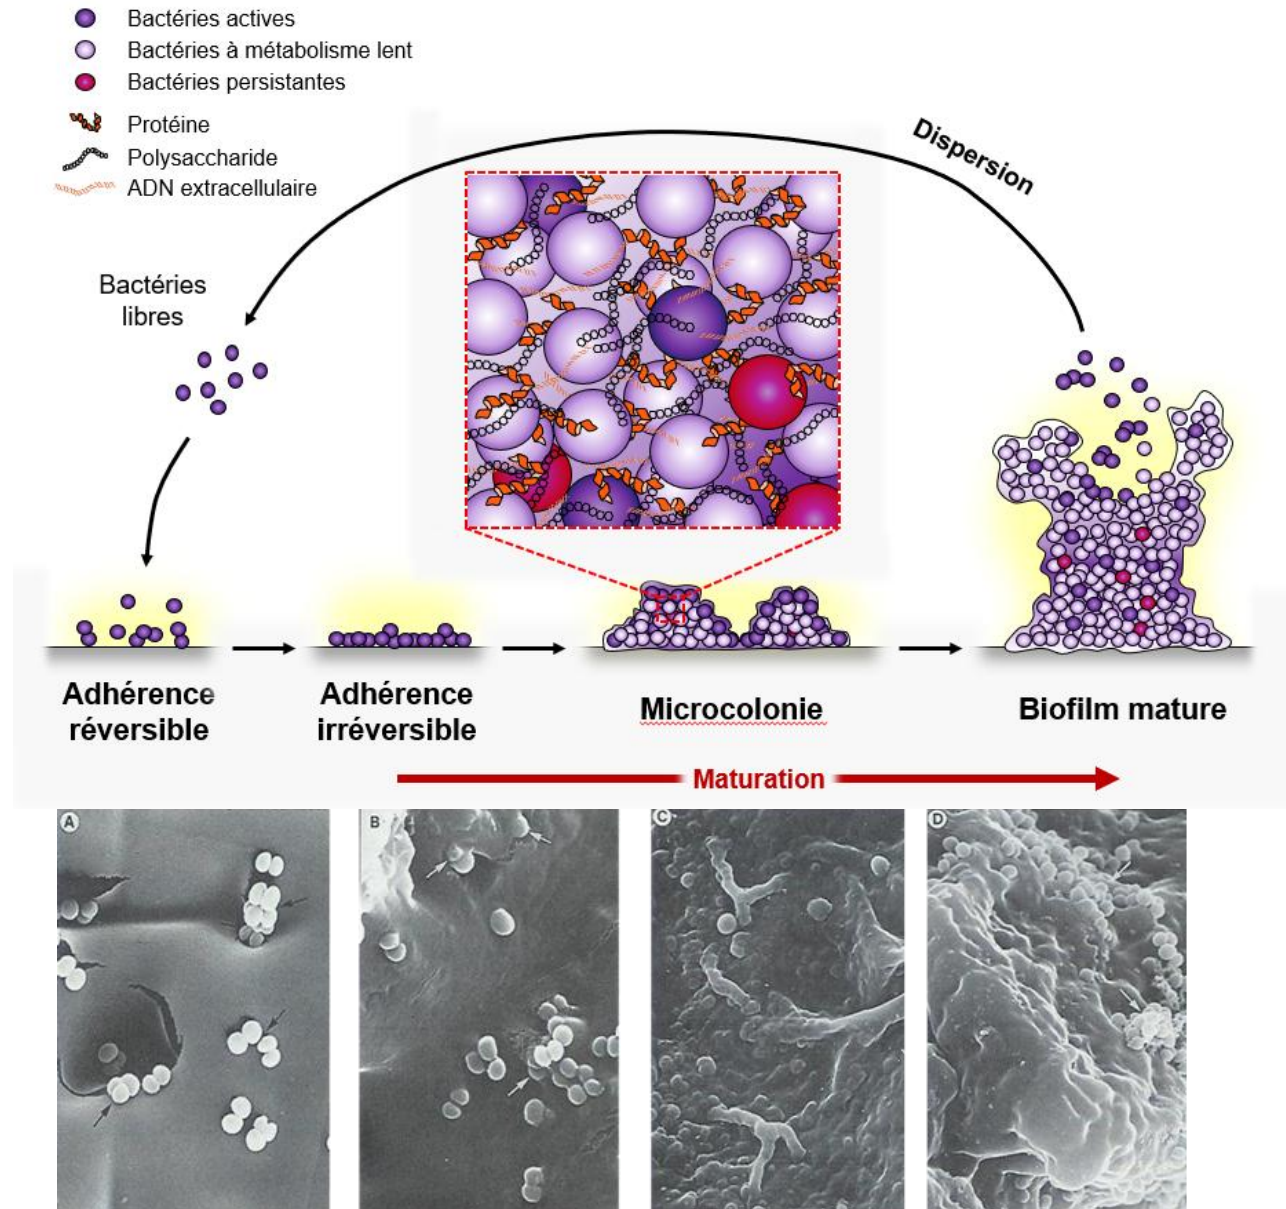 Bactéries actives
Bactéries à métabolisme lent
Bactéries persistantes
Protéine
Polysaccharide
ADN extracellulaire
Dispersion
Bactéries
libres
Adhérence
réversible
Adhérence
irréversible
Microcolonie
Biofilm mature
Maturation
A
B
C
D